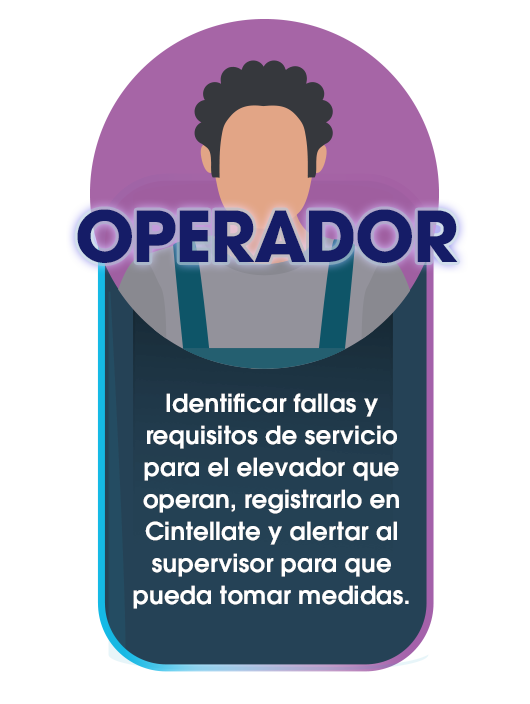 OPERADOR
Identificar fallas y
requisitos de servicio
para el elevador que
operan, registrarlo en
Cintellate y alertar al
supervisor para que
pueda tomar medidas.